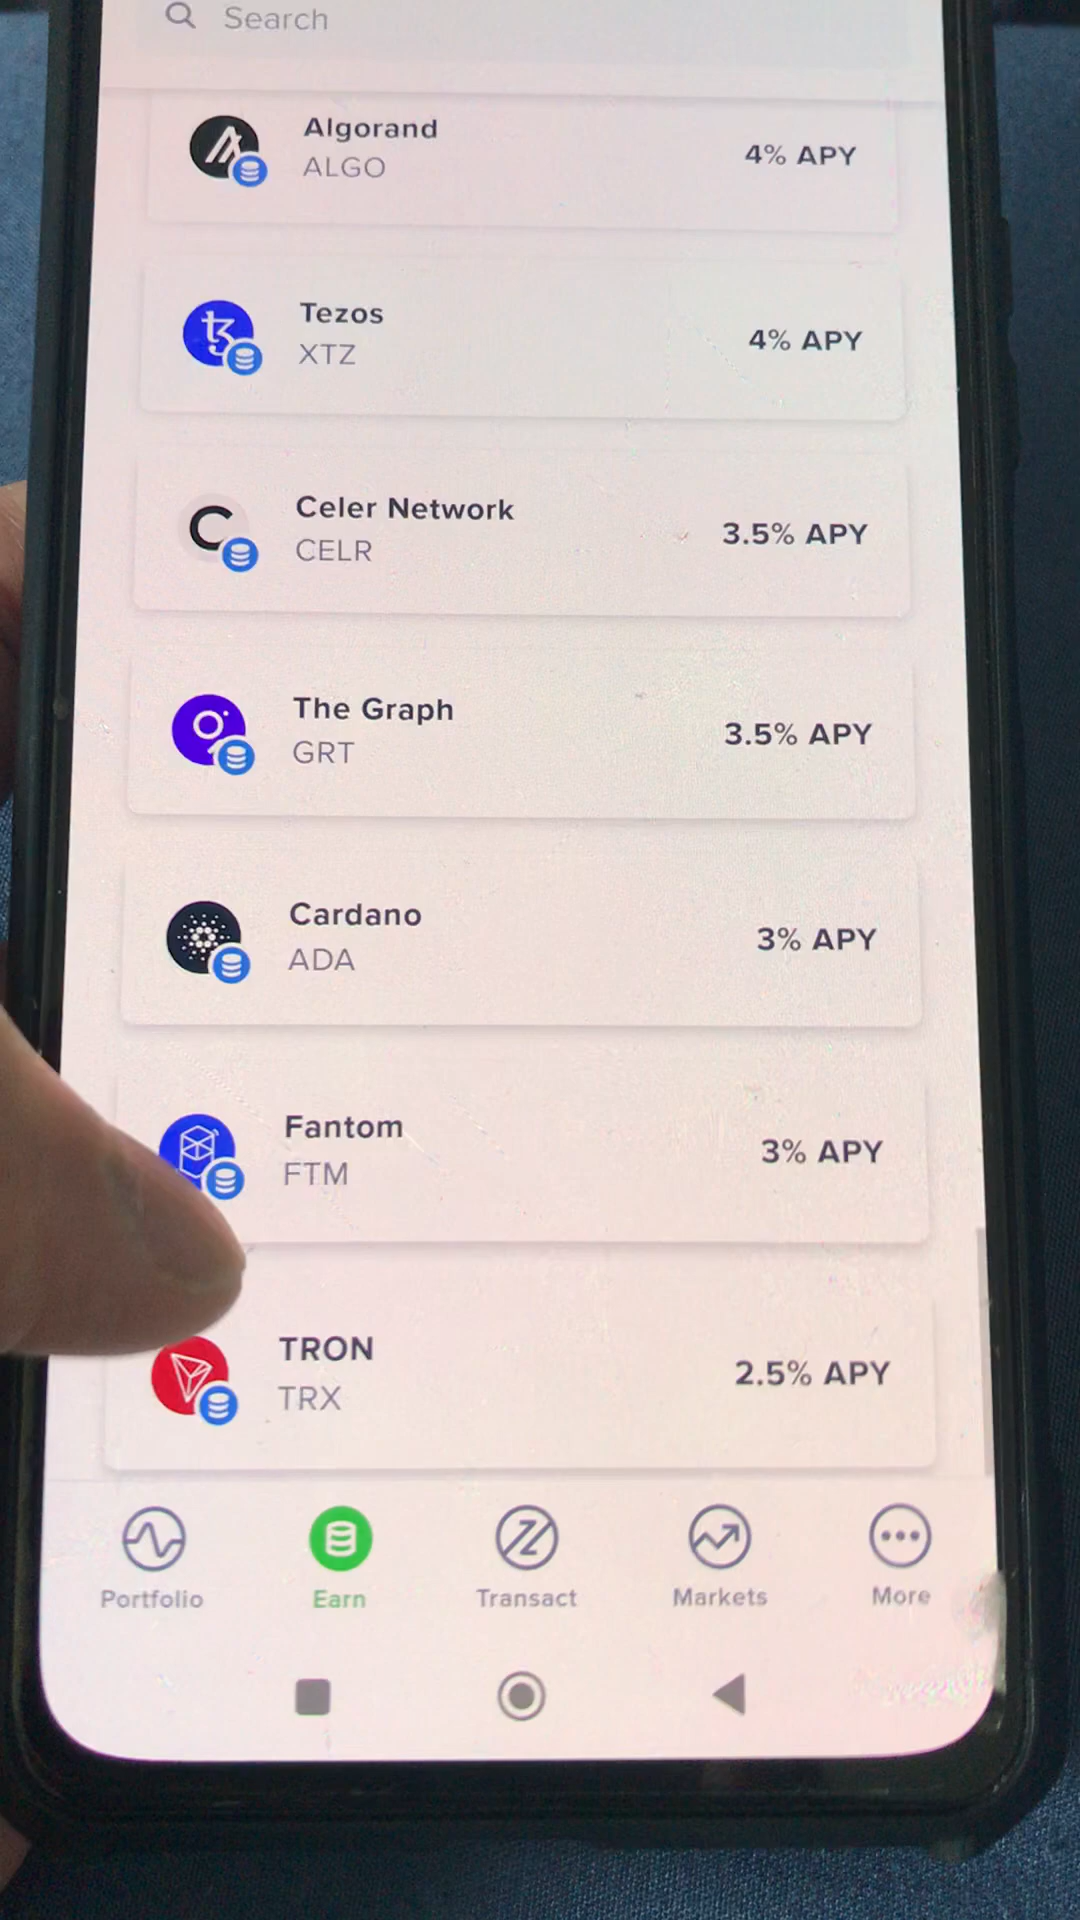 Search
Algorand
ALGO
4% APY
Tezos
XTZ
4% APY
Celer Network
CELR
3.5% APY
The Graph
GRT
3.5% APY
Cardano
ADA
3% APY
Fantom
FTM
3% APY
TRON
TRX
2.5% APY
Portfolio
Earn
Transact
Markets
More